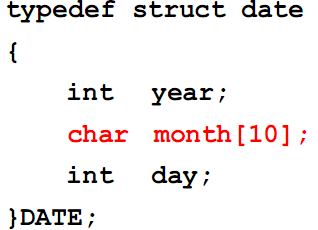 typedef struct date
{
    int  year;
    char  month[10];
    int  day;
}DATE;